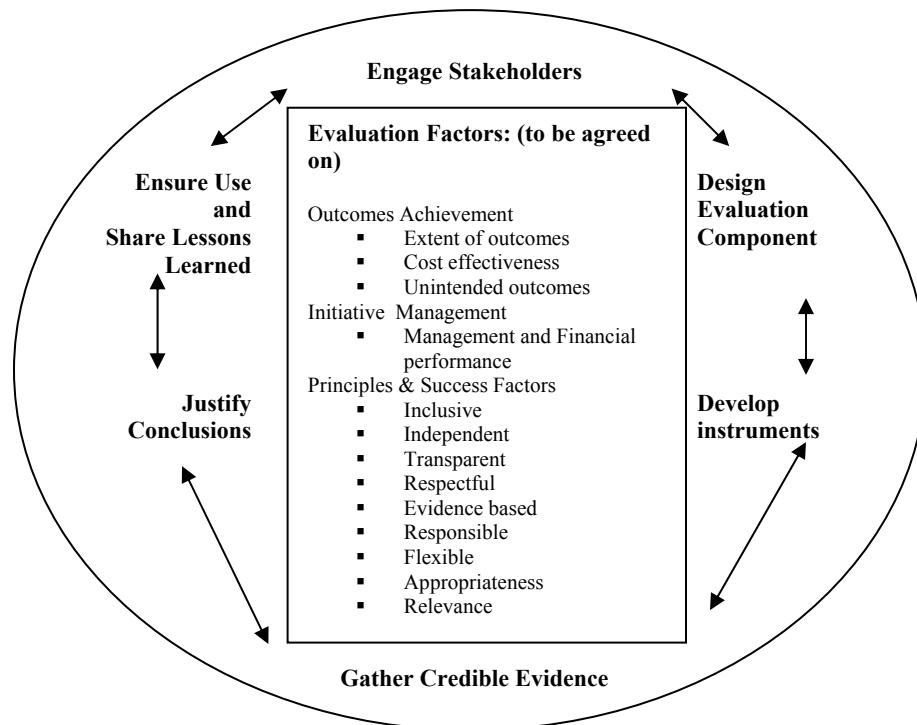 Engage Stakeholders
Evaluation Factors: (to be agreed
on)
Ensure Use
and
Share Lessons
Learned
Design
Evaluation
Component
Outcomes Achievement
▪ Extent of outcomes
▪ Cost effectiveness
▪ Unintended outcomes
Initiative Management
▪ Management and Financial
performance
Principles & Success Factors
▪ Inclusive
▪ Independent
▪ Transparent
▪ Respectful
▪ Evidence based
▪ Responsible
▪ Flexible
▪ Appropriateness
▪ Relevance
Justify
Conclusions
Develop
instruments
Gather Credible Evidence